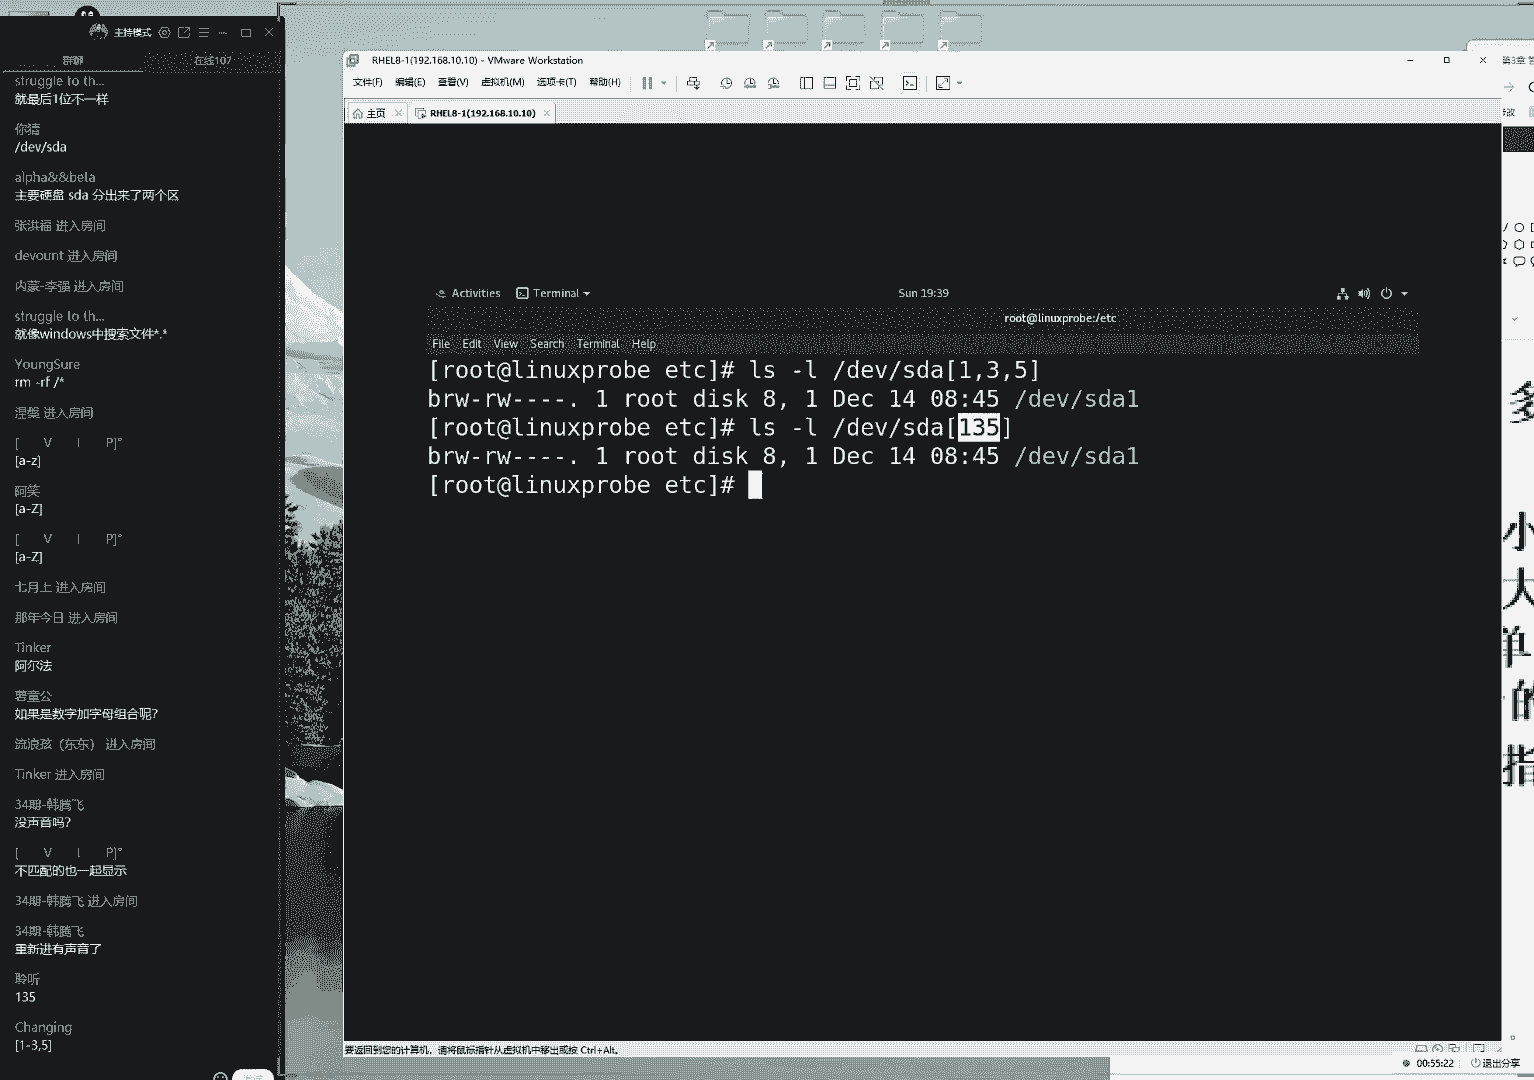 主持模式
群聊
在线107
struggle to th...
就最后1位不一样
你猜
/dev/sda
alpha&&beta
主要硬盘 sda 分出来了两个区
张洪福 进入房间
devount 进入房间
内蒙-李强 进入房间
struggle to th...
就像windows中搜索文件*.*
YoungSure
rm -rf /*
涅槃 进入房间
[ V I P]°
[a-z]
阿笑
[a-Z]
[ V I P]°
[a-Z]
七月上 进入房间
那年今日 进入房间
Tinker
阿尔法
薯童公
如果是数字加字母组合呢?
流浪孩（东东） 进入房间
Tinker 进入房间
34期-韩腾飞
没声音吗?
[ V I P]°
不匹配的也一起显示
34期-韩腾飞 进入房间
34期-韩腾飞
重新进有声音了
聆听
135
Changing
[1-3,5]
RHEL8-1(192.168.10.10) - VMware Workstation
文件(F) 编辑(E) 查看(V) 虚拟机(M) 选项卡(T) 帮助(H)
主页 RHEL8-1(192.168.10.10)
Activities Terminal Sun 19:39
root@linuxprobe:/etc
File Edit View Search Terminal Help
[root@linuxprobe etc]# ls -l /dev/sda[1,3,5]
brw-rw----. 1 root disk 8, 1 Dec 14 08:45 /dev/sda1
[root@linuxprobe etc]# ls -l /dev/sda[135]
brw-rw----. 1 root disk 8, 1 Dec 14 08:45 /dev/sda1
[root@linuxprobe etc]#
要返回到您的计算机，请将鼠标指针从虚拟机中移出或按 Ctrl+Alt。
第3章
多
小
大
单
的
指
00:55:22 退出分享